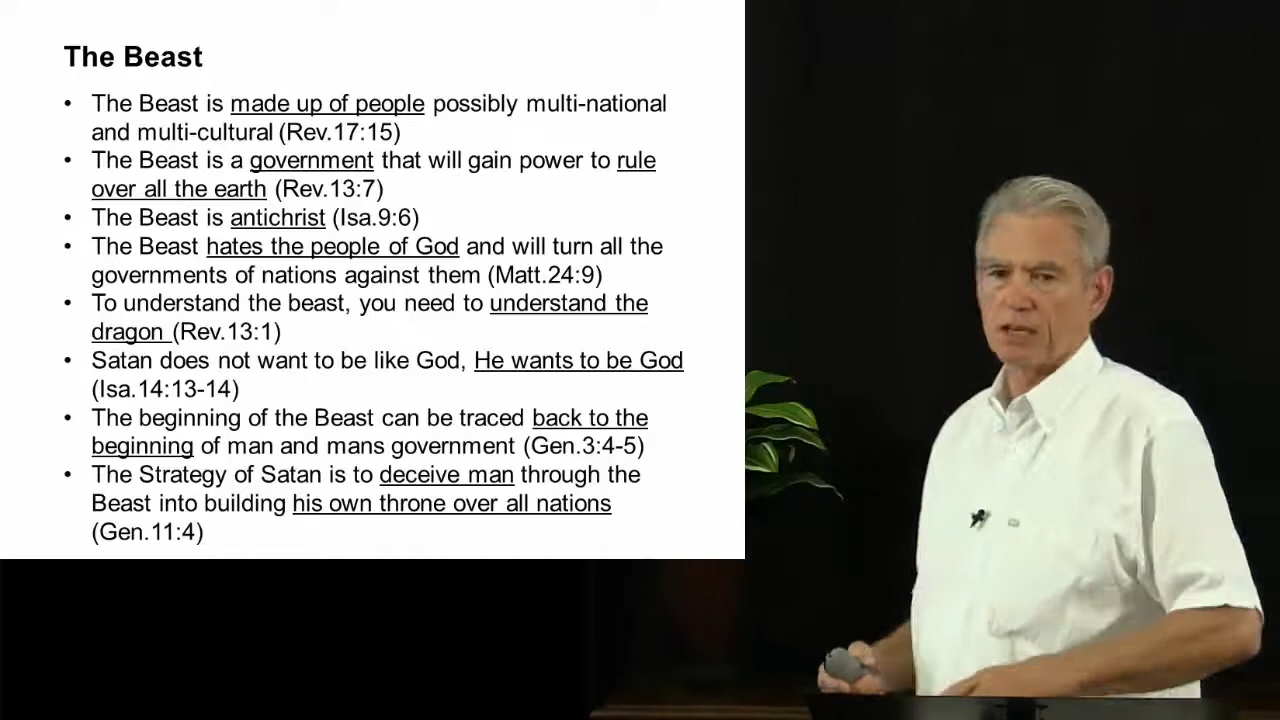 The Beast
• The Beast is made up of people possibly multi-national
and multi-cultural (Rev.17:15)
• The Beast is a government that will gain power to rule
over all the earth (Rev.13:7)
• The Beast is antichrist (Isa.9:6)
• The Beast hates the people of God and will turn all the
governments of nations against them (Matt.24:9)
• To understand the beast, you need to understand the
dragon (Rev.13:1)
• Satan does not want to be like God, He wants to be God
(Isa.14:13-14)
• The beginning of the Beast can be traced back to the
beginning of man and mans government (Gen.3:4-5)
• The Strategy of Satan is to deceive man through the
Beast into building his own throne over all nations
(Gen.11:4)